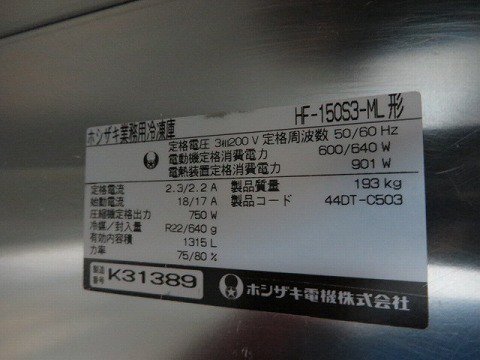 HF-150S3-ML形
ホシザキ業務用冷凍庫
定格電圧 3相200 V 定格周波数 50/60 Hz
電動機定格消費電力 600/640 W
電熱装置定格消費電力 901 W
定格電流 2.3/2.2 A 製品質量 193 kg
始動電流 18/17 A 製品コード 44DT-C503
圧縮機定格出力 750 W
冷媒/封入量 R22/640 g
有効内容積 1315 L
力率 75/80 %
製造番号 K31389
ホシザキ電機株式会社